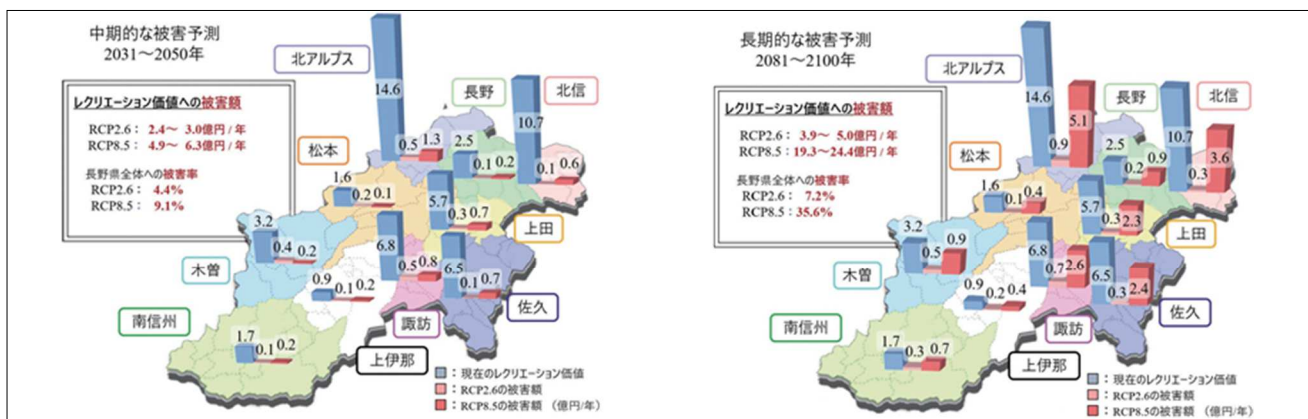 中期的な被害予測
2031～2050年
レクリエーション価値への被害額
RCP2.6： 2.4～ 3.0億円 / 年
RCP8.5： 4.9～ 6.3億円 / 年
長野県全体への被害率
RCP2.6： 4.4%
RCP8.5： 9.1%
北アルプス
14.6
0.5
1.3
長野
2.5
0.1
0.2
北信
10.7
0.1
0.6
松本
1.6
0.2
0.1
5.7
0.3
0.7
上田
木曽
3.2
0.4
0.2
6.8
0.5
0.8
諏訪
6.5
0.1
0.7
佐久
0.9
0.1
0.2
上伊那
南信州
1.7
0.1
0.2
：現在のレクリエーション価値
：RCP2.6の被害額
：RCP8.5の被害額 （億円/年）
長期的な被害予測
2081～2100年
レクリエーション価値への被害額
RCP2.6： 3.9～ 5.0億円 / 年
RCP8.5：19.3～24.4億円 / 年
長野県全体への被害率
RCP2.6： 7.2%
RCP8.5：35.6%
北アルプス
14.6
0.9
5.1
長野
2.5
0.2
0.9
北信
10.7
0.3
3.6
松本
1.6
0.1
0.4
5.7
0.3
2.3
上田
木曽
3.2
0.5
0.9
6.8
0.7
2.6
諏訪
6.5
0.3
2.4
佐久
0.9
0.2
0.4
上伊那
南信州
1.7
0.3
0.7
：現在のレクリエーション価値
：RCP2.6の被害額
：RCP8.5の被害額 （億円/年）